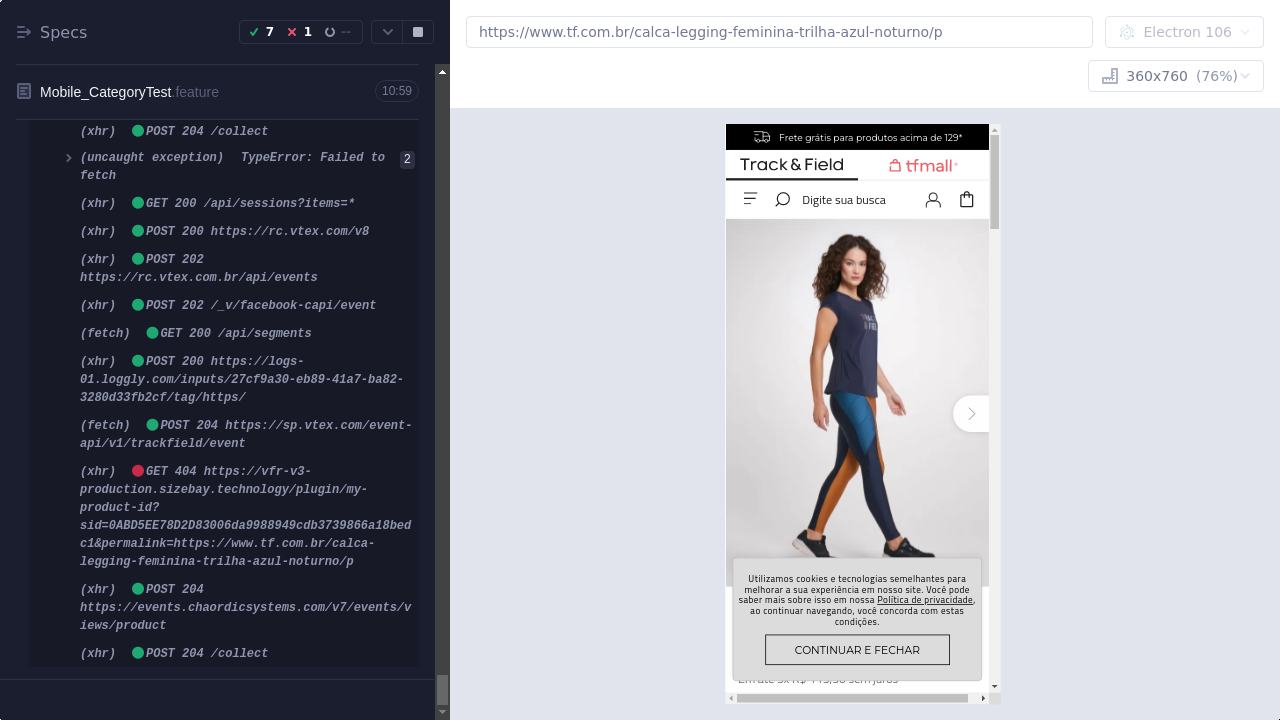 Specs
7 1 --
https://www.tf.com.br/calca-legging-feminina-trilha-azul-noturno/p
Electron 106
360x760 (76%)
Mobile_CategoryTest.feature 10:59
(xhr) POST 204 /collect
(uncaught exception) TypeError: Failed to 2
fetch
(xhr) GET 200 /api/sessions?items=*
(xhr) POST 200 https://rc.vtex.com/v8
(xhr) POST 202
https://rc.vtex.com.br/api/events
(xhr) POST 202 /_v/facebook-capi/event
(fetch) GET 200 /api/segments
(xhr) POST 200 https://logs-
01.loggly.com/inputs/27cf9a30-eb89-41a7-ba82-
3280d33fb2cf/tag/https/
(fetch) POST 204 https://sp.vtex.com/event-
api/v1/trackfield/event
(xhr) GET 404 https://vfr-v3-
production.sizebay.technology/plugin/my-
product-id?
sid=0ABD5EE78D2D83006da9988949cdb3739866a18bed
c1&permalink=https://www.tf.com.br/calca-
legging-feminina-trilha-azul-noturno/p
(xhr) POST 204
https://events.chaordicsystems.com/v7/events/v
iews/product
(xhr) POST 204 /collect
Frete grátis para produtos acima de 129*
Track&Field tfmall
Digite sua busca
Utilizamos cookies e tecnologias semelhantes para
melhorar a sua experiência em nosso site. Você pode
saber mais sobre isso em nossa Política de privacidade,
ao continuar navegando, você concorda com estas
condições.
CONTINUAR E FECHAR